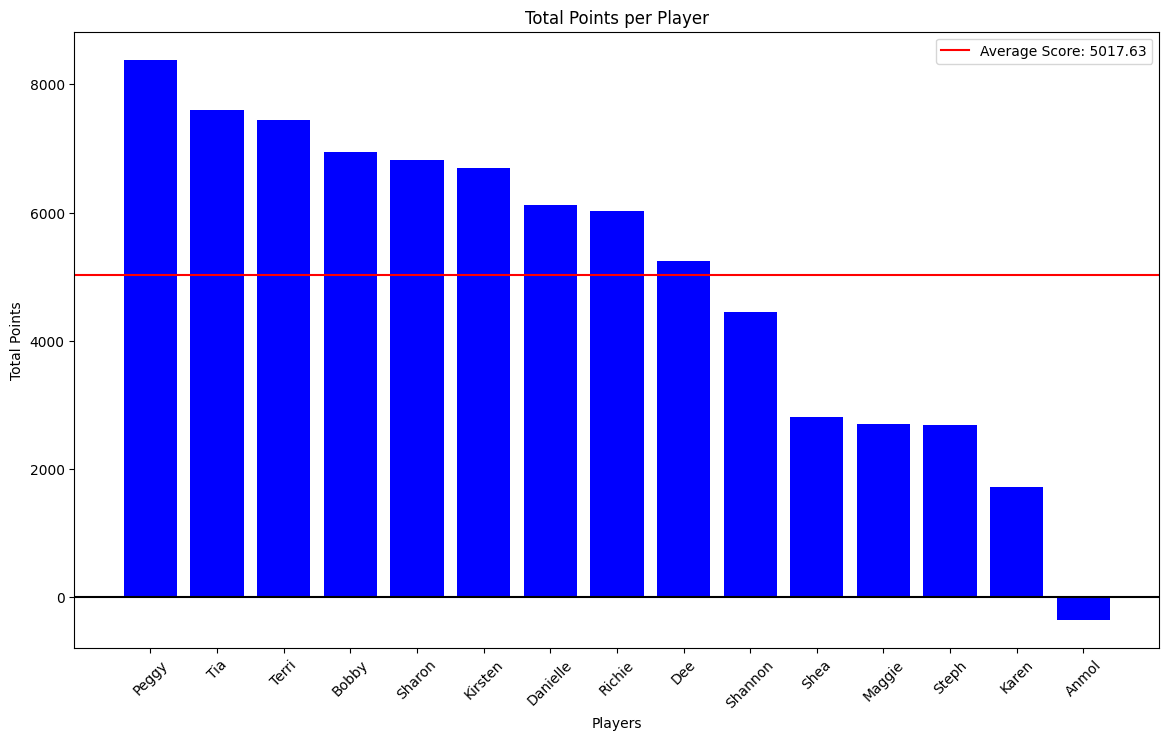 Total Points per Player
Average Score: 5017.63
Total Points
8000
6000
4000
2000
0
Peggy
Tia
Terri
Bobby
Sharon
Kirsten
Danielle
Richie
Dee
Shannon
Shea
Maggie
Steph
Karen
Anmol
Players